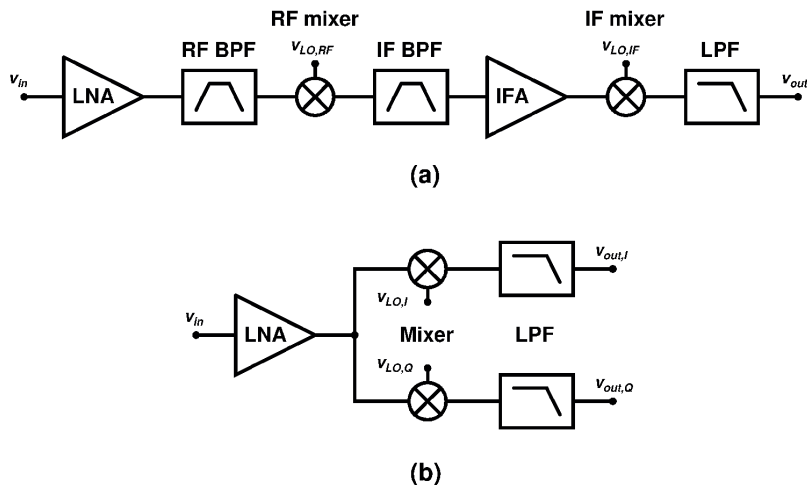 RF mixer
IF mixer
RF BPF
v_LO,RF
IF BPF
v_LO,IF
LPF
v_in
LNA
IFA
v_out
(a)
v_out,I
v_LO,I
v_in
LNA
Mixer
LPF
v_LO,Q
v_out,Q
(b)